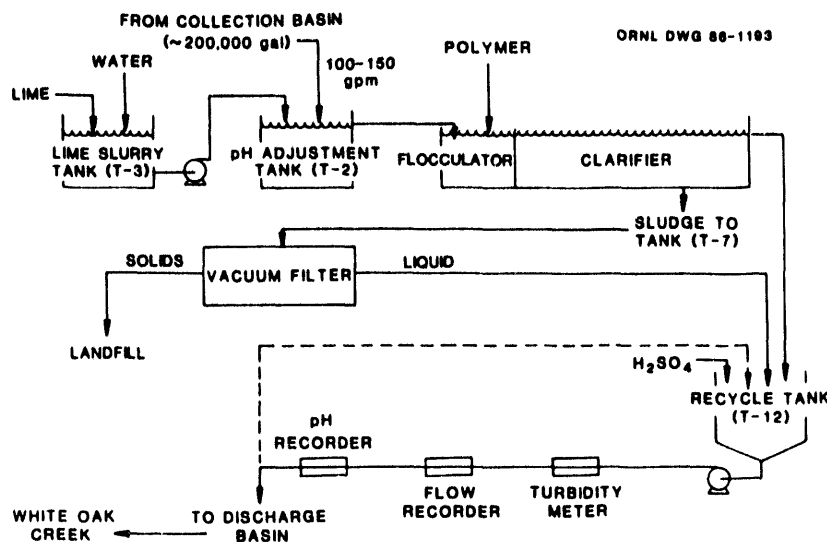 FROM COLLECTION BASIN
(~200,000 gal)
ORNL DWG 86-1193
WATER
100-150
gpm
POLYMER
LIME
LIME SLURRY
TANK (T-3)
pH ADJUSTMENT
TANK (T-2)
FLOCCULATOR
CLARIFIER
SLUDGE TO
TANK (T-7)
SOLIDS
VACUUM FILTER
LIQUID
LANDFILL
H₂SO₄
RECYCLE TANK
(T-12)
pH
RECORDER
FLOW
RECORDER
TURBIDITY
METER
WHITE OAK
CREEK
TO DISCHARGE
BASIN